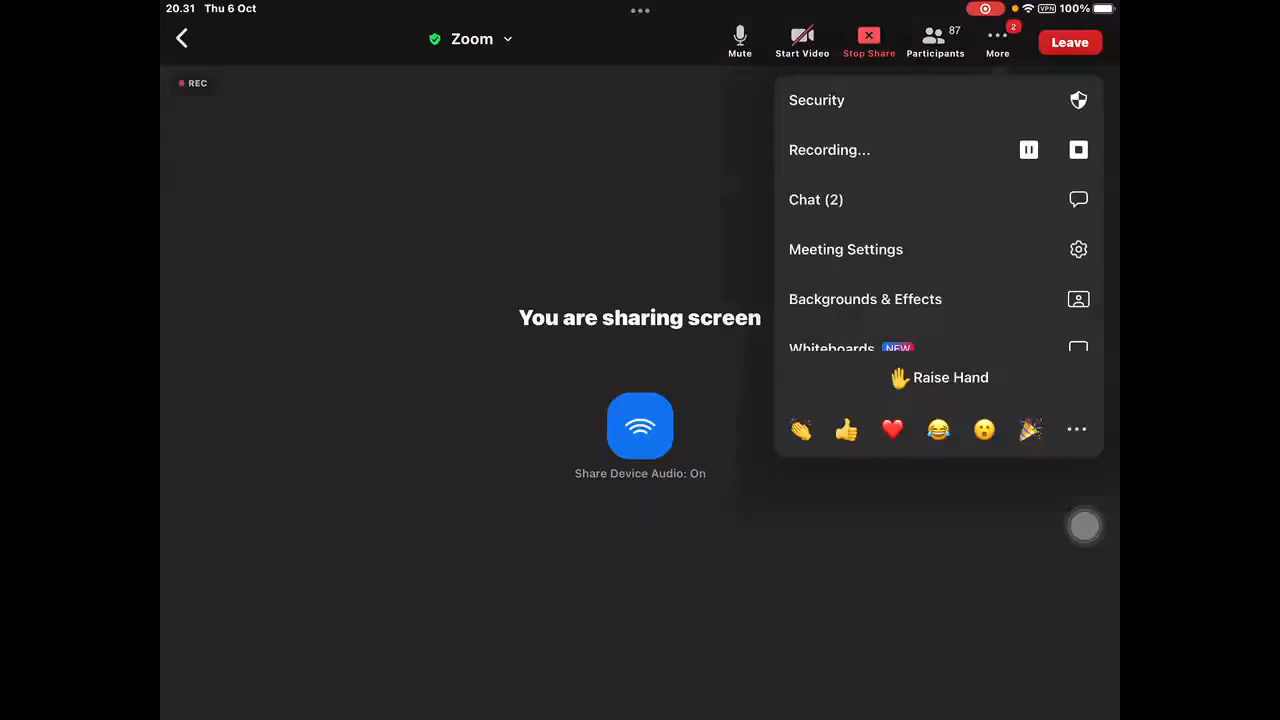 20.31 Thu 6 Oct
VPN 100%
Zoom
Mute
Start Video
Stop Share
Participants 87
More 2
Leave
REC
Security
Recording...
Chat (2)
Meeting Settings
Backgrounds & Effects
Whiteboards NEW
Raise Hand
You are sharing screen
Share Device Audio: On